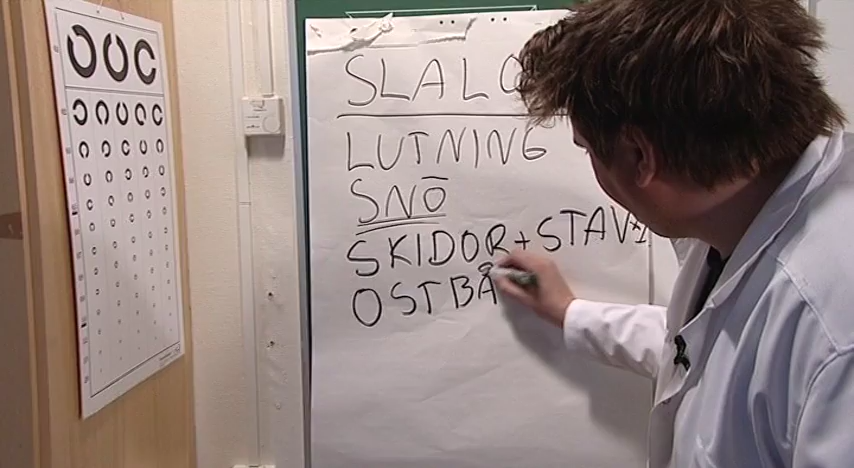 SLALO
LUTNING
SNÖ
SKIDOR + STAV
OSTBÅ